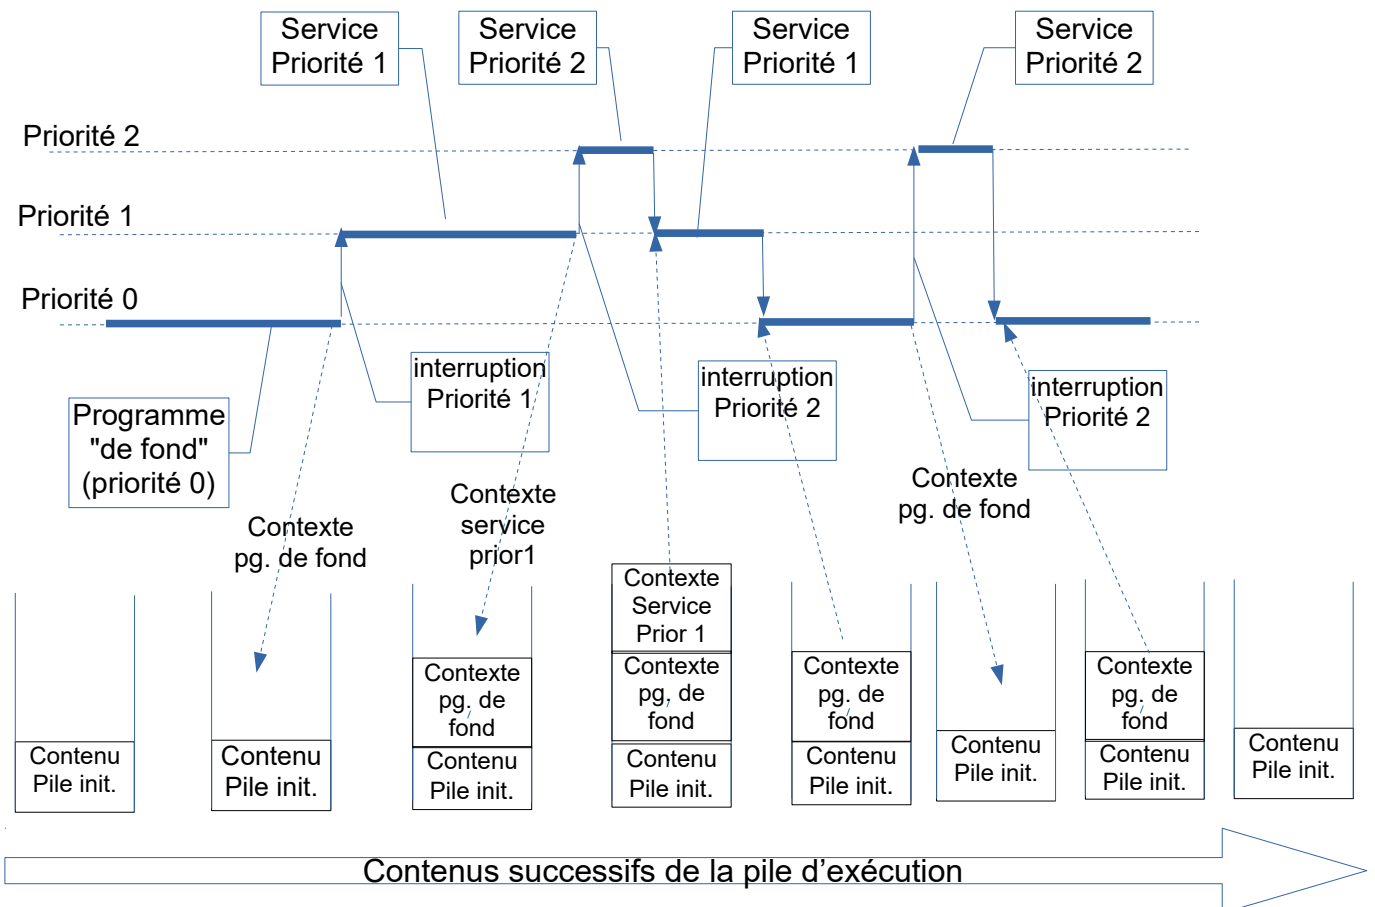 Service
Priorité 1
Service
Priorité 2
Service
Priorité 1
Service
Priorité 2
Priorité 2
Priorité 1
Priorité 0
interruption
Priorité 1
interruption
Priorité 2
interruption
Priorité 2
Programme
"de fond"
(priorité 0)
Contexte
pg. de fond
Contexte
service
prior1
Contexte
pg. de fond
Contenu
Pile init.
Contenu
Pile init.
Contexte
pg. de
fond
Contenu
Pile init.
Contexte
Service
Prior 1
Contexte
pg. de
fond
Contenu
Pile init.
Contexte
pg. de
fond
Contenu
Pile init.
Contenu
Pile init.
Contexte
pg. de
fond
Contenu
Pile init.
Contenu
Pile init.
Contenus successifs de la pile d’exécution